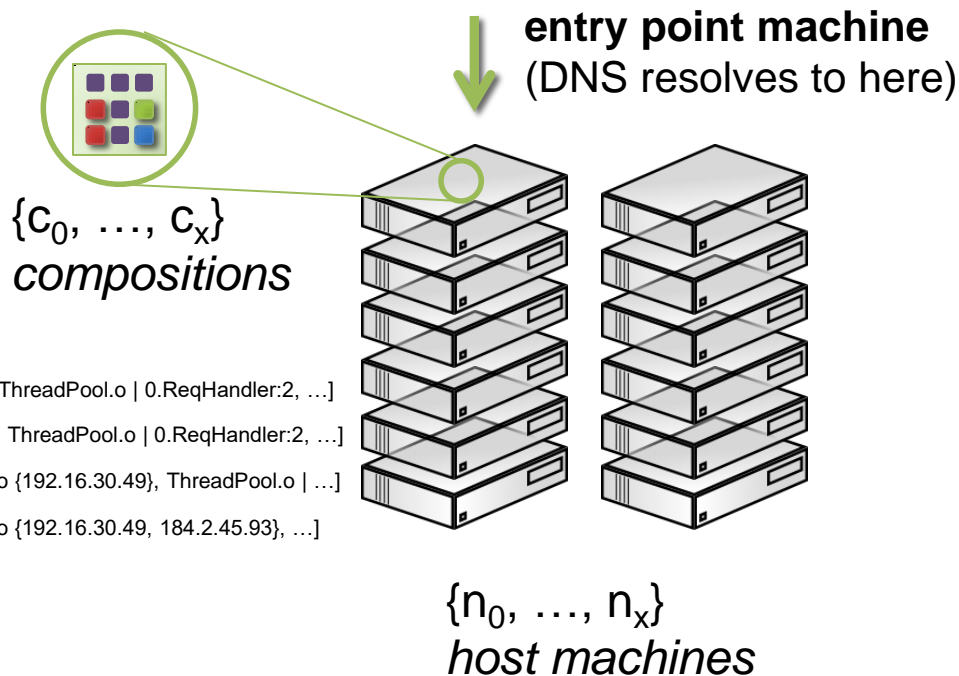 entry point machine
(DNS resolves to here)
{c₀, …, cₓ}
compositions
ThreadPool.o | 0.ReqHandler:2, …]
ThreadPool.o | 0.ReqHandler:2, …]
o {192.16.30.49}, ThreadPool.o | …]
o {192.16.30.49, 184.2.45.93}, …]
{n₀, …, nₓ}
host machines